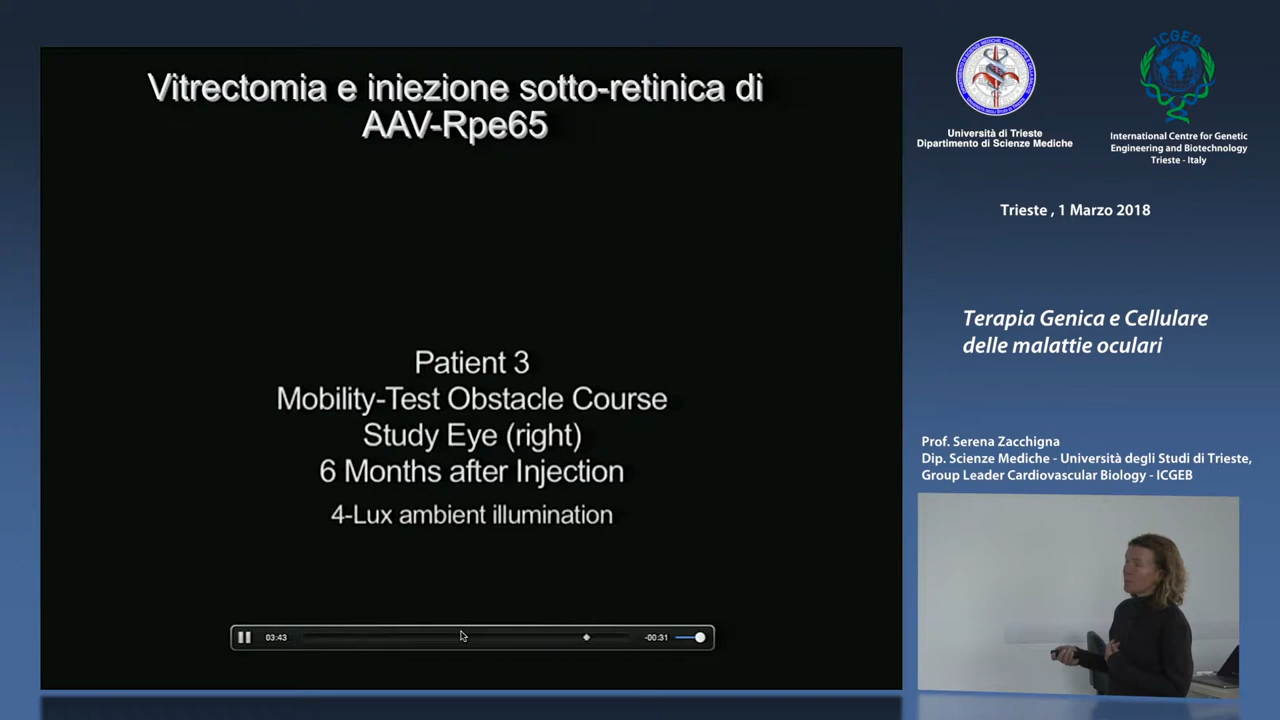 Vitrectomia e iniezione sotto-retinica di
AAV-Rpe65
Patient 3
Mobility-Test Obstacle Course
Study Eye (right)
6 Months after Injection
4-Lux ambient illumination
03:43
-00:31
ICGEB
Università di Trieste
Dipartimento di Scienze Mediche
International Centre for Genetic
Engineering and Biotechnology
Trieste - Italy
Trieste , 1 Marzo 2018
Terapia Genica e Cellulare
delle malattie oculari
Prof. Serena Zacchigna
Dip. Scienze Mediche - Università degli Studi di Trieste,
Group Leader Cardiovascular Biology - ICGEB